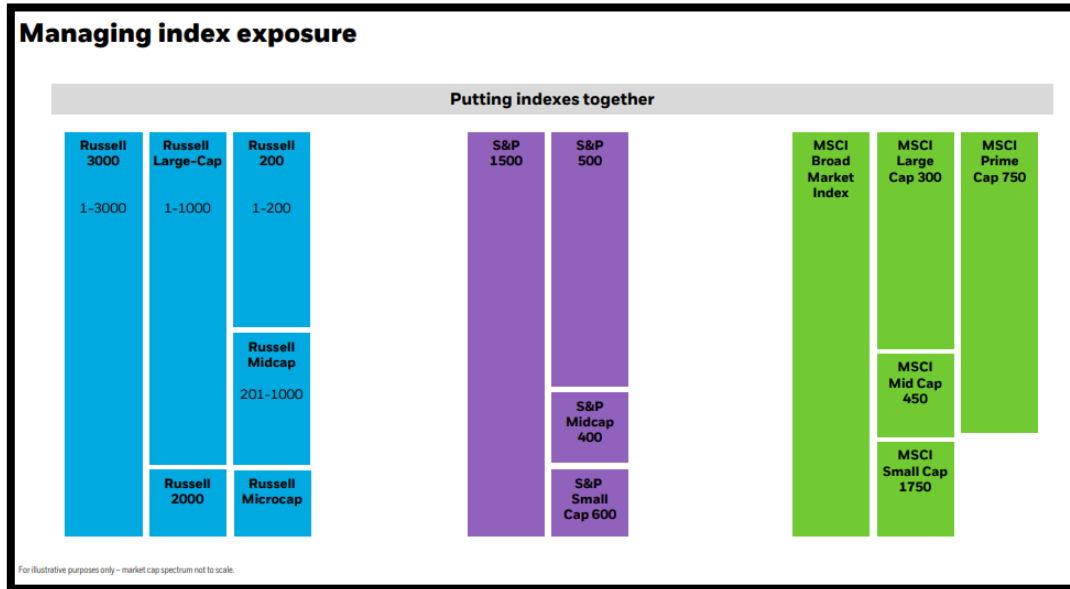 Managing index exposure
Putting indexes together
Russell
3000
1-3000
Russell
Large-Cap
1-1000
Russell
2000
Russell
200
1-200
Russell
Midcap
201-1000
Russell
Microcap
S&P
1500
S&P
500
S&P
Midcap
400
S&P
Small
Cap 600
MSCI
Broad
Market
Index
MSCI
Large
Cap 300
MSCI
Mid Cap
450
MSCI
Small Cap
1750
MSCI
Prime
Cap 750
For illustrative purposes only – market cap spectrum not to scale.